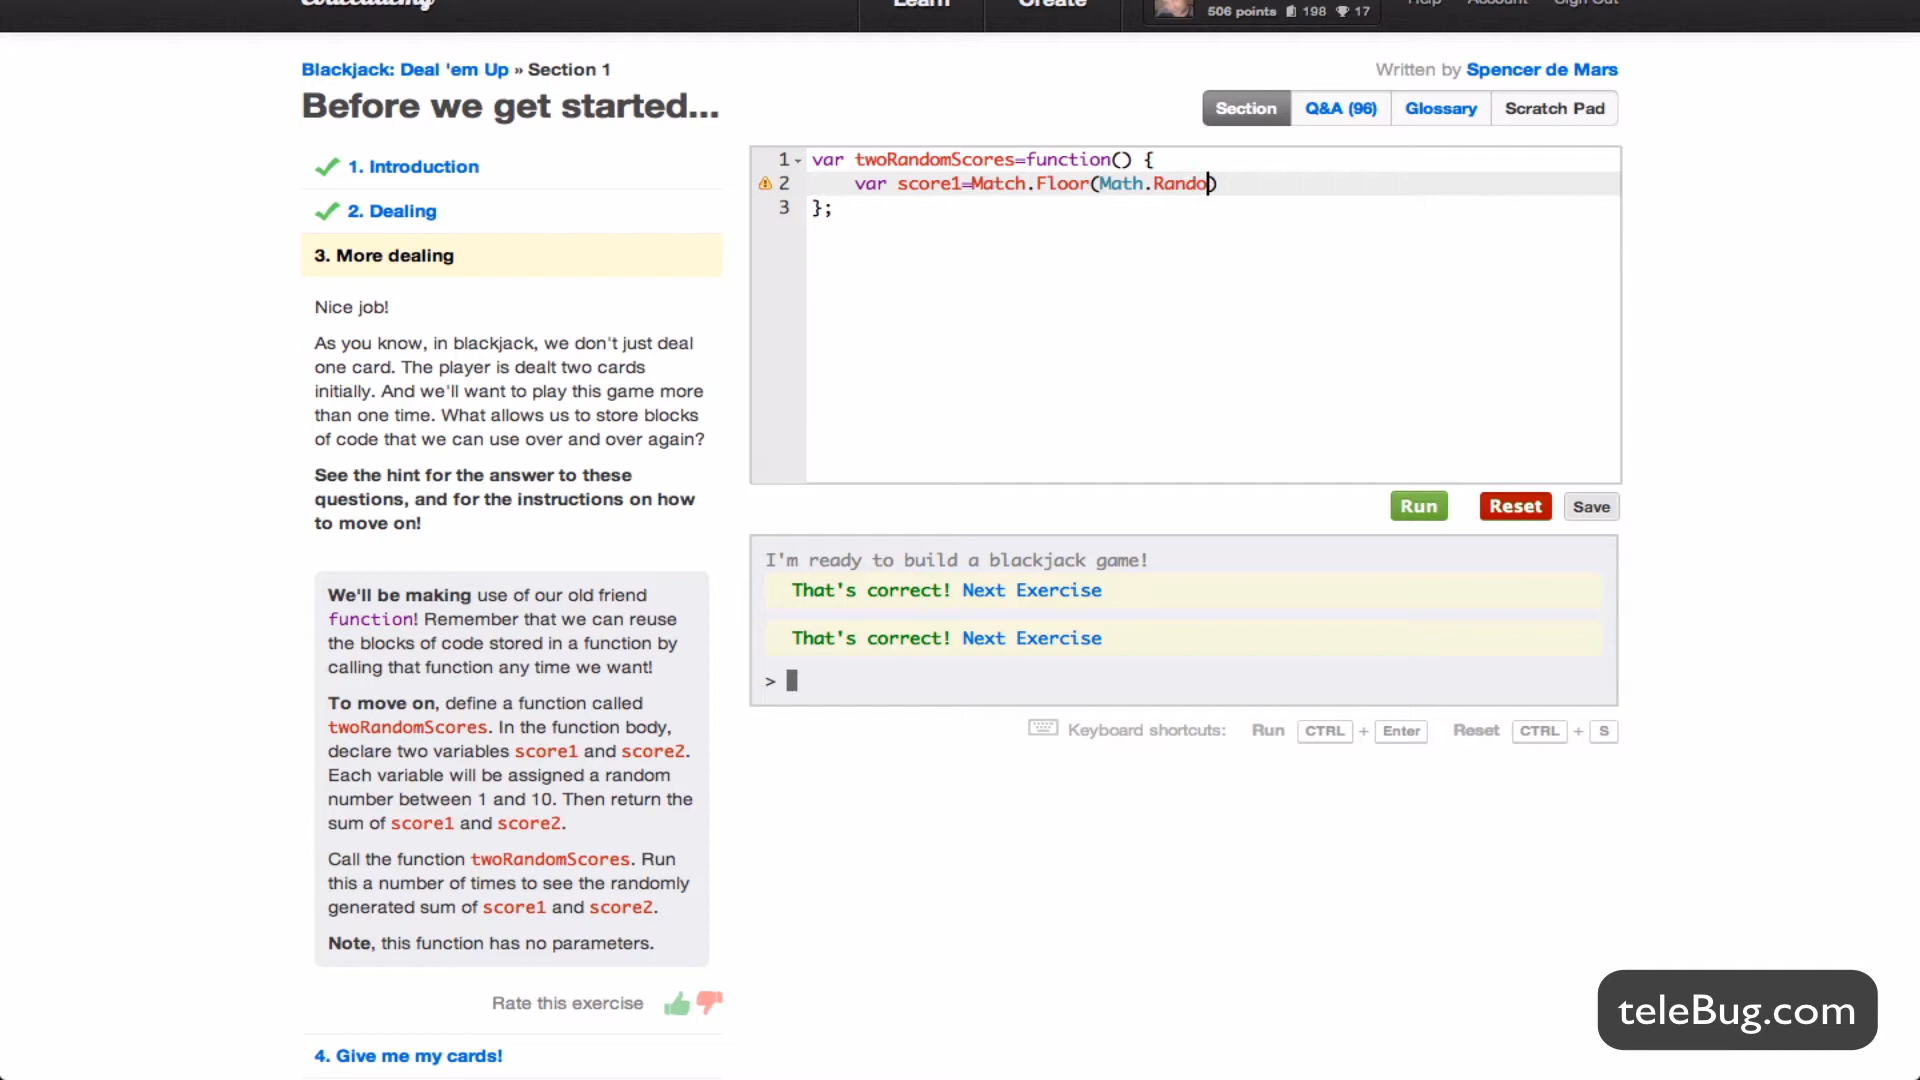 codecademy
Learn
Create
506 points 198 17
Help
Account
Sign Out
Blackjack: Deal 'em Up » Section 1
Written by Spencer de Mars
Before we get started...
Section
Q&A (96)
Glossary
Scratch Pad
1. Introduction
2. Dealing
3. More dealing
Nice job!
As you know, in blackjack, we don't just deal
one card. The player is dealt two cards
initially. And we'll want to play this game more
than one time. What allows us to store blocks
of code that we can use over and over again?
See the hint for the answer to these
questions, and for the instructions on how
to move on!
We'll be making use of our old friend
function! Remember that we can reuse
the blocks of code stored in a function by
calling that function any time we want!
To move on, define a function called
twoRandomScores. In the function body,
declare two variables score1 and score2.
Each variable will be assigned a random
number between 1 and 10. Then return the
sum of score1 and score2.
Call the function twoRandomScores. Run
this a number of times to see the randomly
generated sum of score1 and score2.
Note, this function has no parameters.
Rate this exercise
4. Give me my cards!
1 var twoRandomScores=function() {
2 var score1=Match.Floor(Math.Rando)
3 };
Run
Reset
Save
I'm ready to build a blackjack game!
That's correct! Next Exercise
That's correct! Next Exercise
>
Keyboard shortcuts: Run CTRL + Enter Reset CTRL + S
teleBug.com